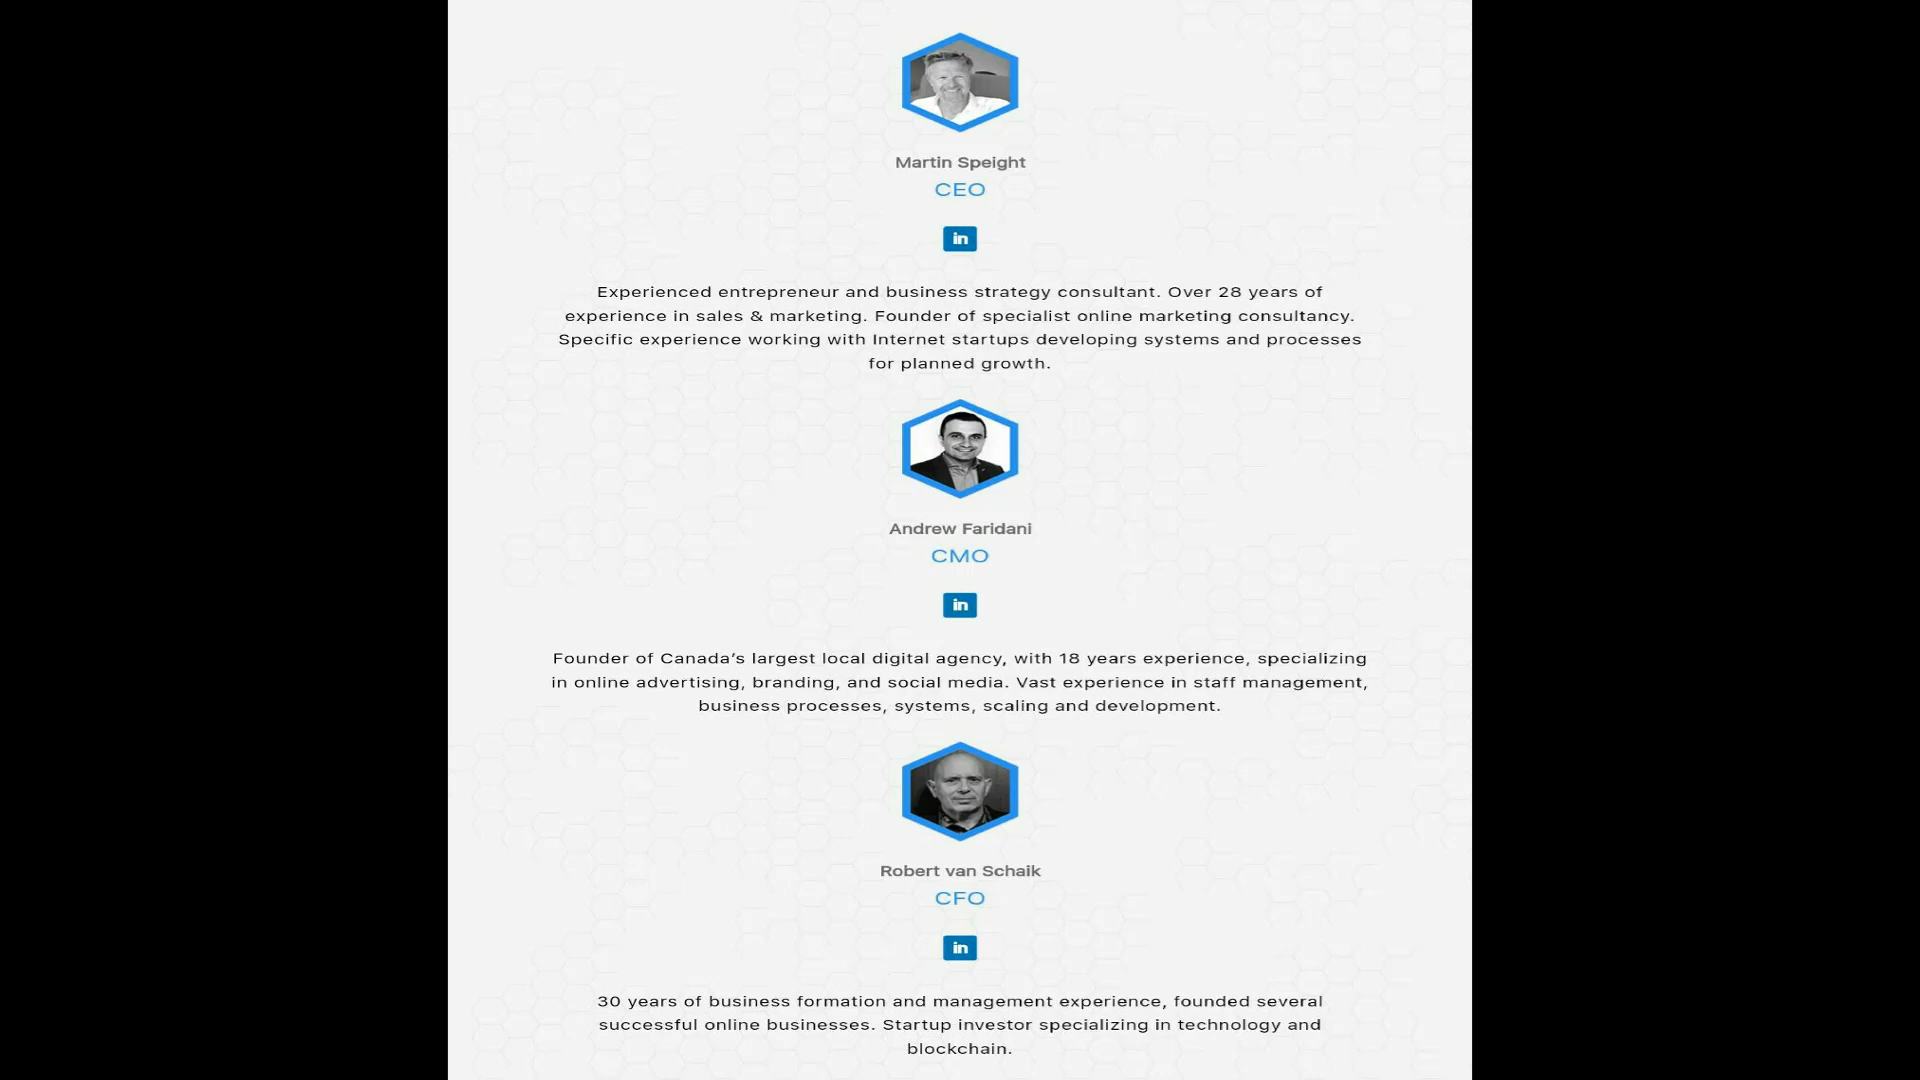 Martin Speight
CEO
in
Experienced entrepreneur and business strategy consultant. Over 28 years of
experience in sales & marketing. Founder of specialist online marketing consultancy.
Specific experience working with Internet startups developing systems and processes
for planned growth.
Andrew Faridani
CMO
in
Founder of Canada’s largest local digital agency, with 18 years experience, specializing
in online advertising, branding, and social media. Vast experience in staff management,
business processes, systems, scaling and development.
Robert van Schaik
CFO
in
30 years of business formation and management experience, founded several
successful online businesses. Startup investor specializing in technology and
blockchain.